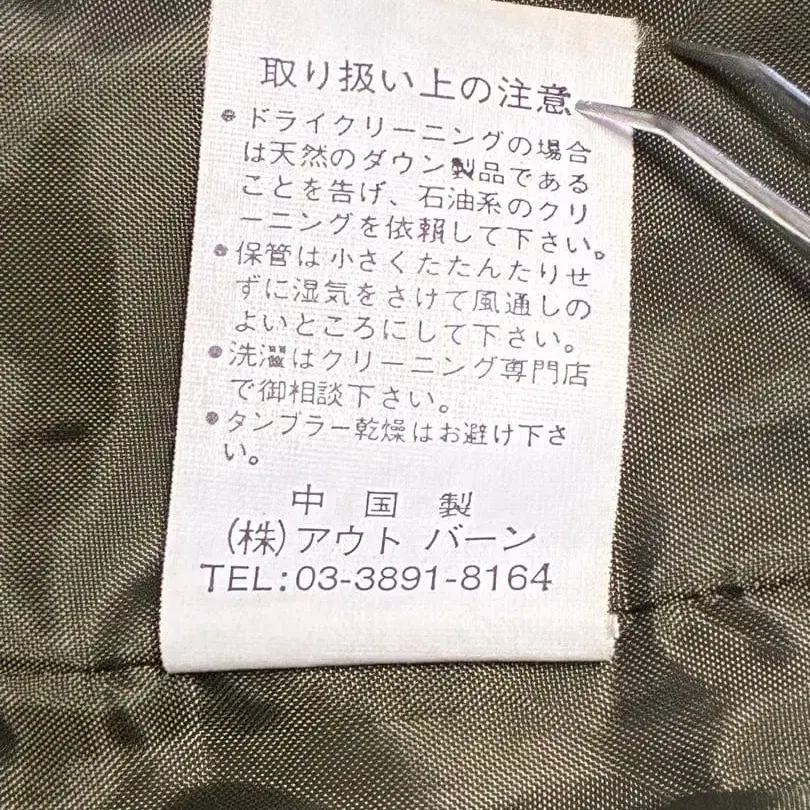 取り扱い上の注意
●ドライクリーニングの場合
は天然のダウン製品である
ことを告げ、石油系のクリ
ーニングを依頼して下さい。
●保管は小さくたたんたりせ
ずに湿気をさけて風通しの
よいところにして下さい。
●洗濯はクリーニング専門店
で御相談下さい。
●タンブラー乾燥はお避け下さ
い。
中国製
(株)アウトバーン
TEL:03-3891-8164